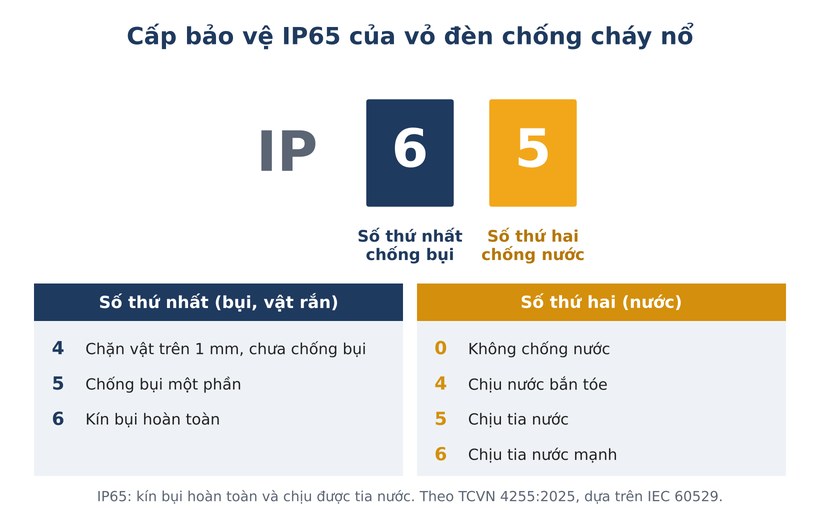 Cấp bảo vệ IP65 của vỏ đèn chống cháy nổ
IP 6 5
Số thứ nhất
chống bụi
Số thứ hai
chống nước
Số thứ nhất (bụi, vật rắn)
4 Chặn vật trên 1 mm, chưa chống bụi
5 Chống bụi một phần
6 Kín bụi hoàn toàn
Số thứ hai (nước)
0 Không chống nước
4 Chịu nước bắn tóe
5 Chịu tia nước
6 Chịu tia nước mạnh
IP65: kín bụi hoàn toàn và chịu được tia nước. Theo TCVN 4255:2025, dựa trên IEC 60529.